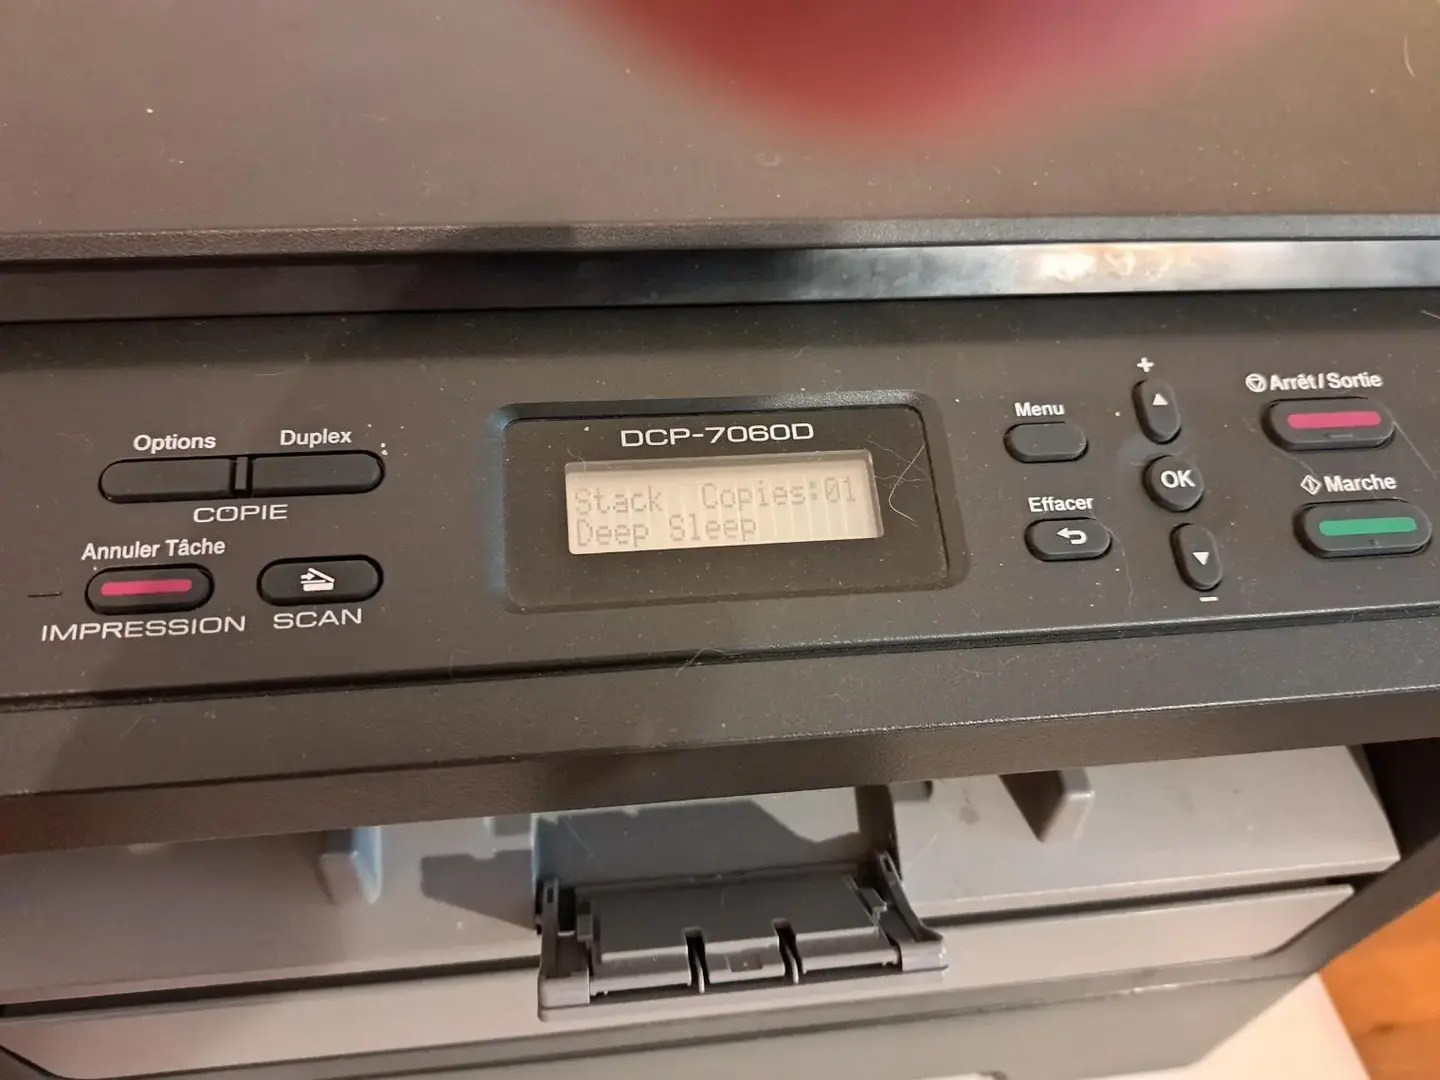 DCP-7060D
Stack Copies:01
Deep Sleep
Options Duplex
COPIE
Annuler Tâche
IMPRESSION SCAN
Menu
Effacer
+
OK
−
Arrêt/Sortie
Marche